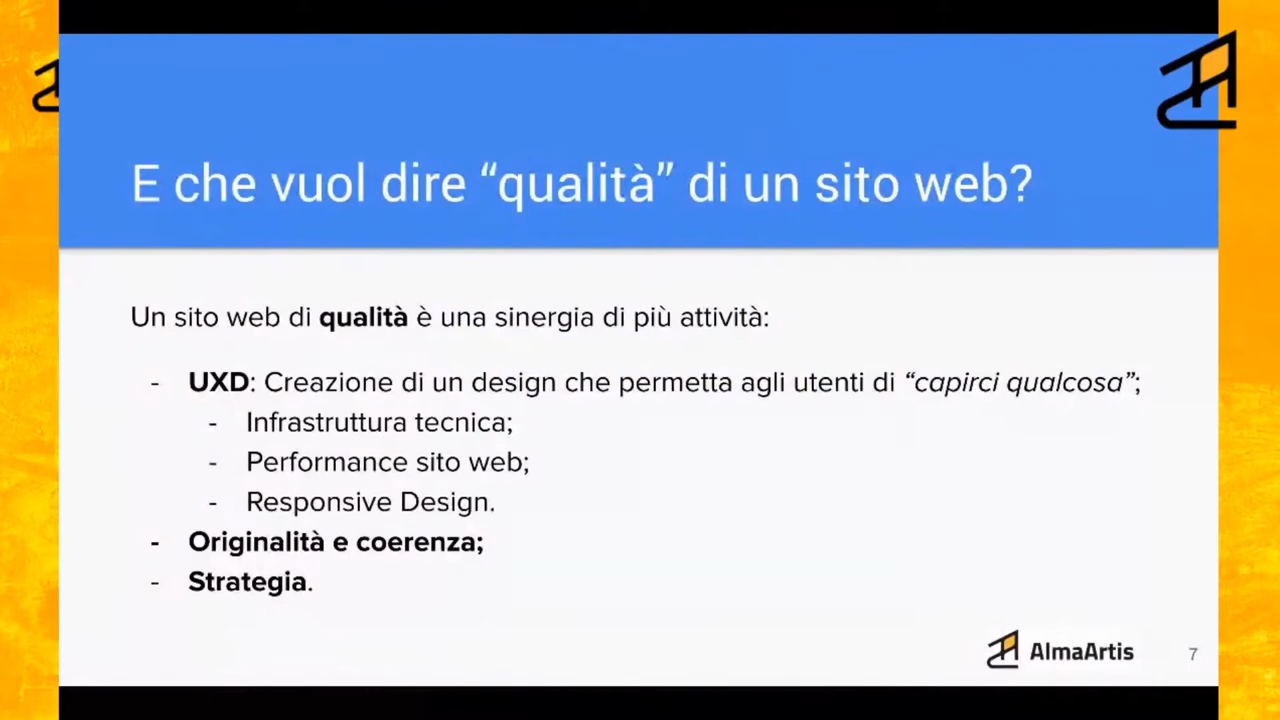 E che vuol dire “qualità” di un sito web?
Un sito web di qualità è una sinergia di più attività:
- UXD: Creazione di un design che permetta agli utenti di “capirci qualcosa”;
- Infrastruttura tecnica;
- Performance sito web;
- Responsive Design.
- Originalità e coerenza;
- Strategia.
AlmaArtis
7